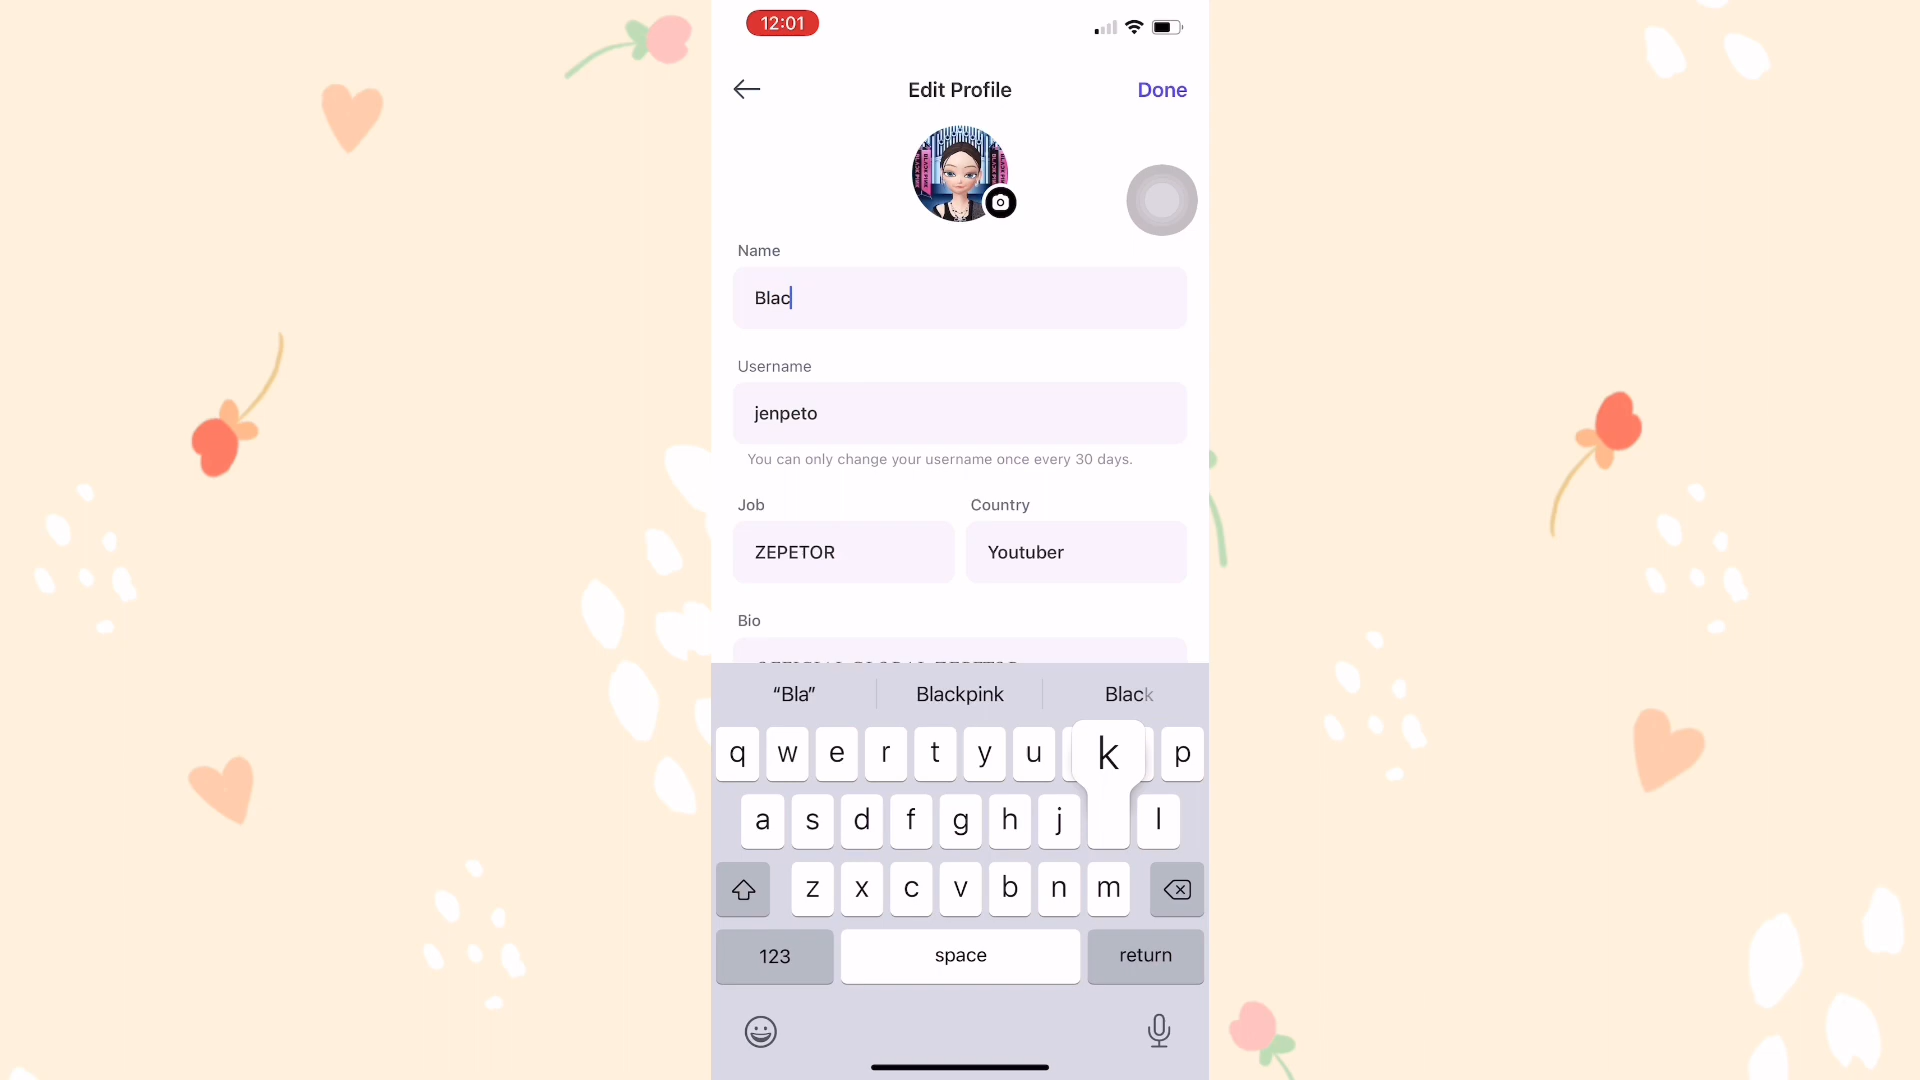 12:01
Edit Profile
Done
Name
Blac
Username
jenpeto
You can only change your username once every 30 days.
Job
Country
ZEPETOR
Youtuber
Bio
“Bla”
Blackpink
Black
q w e r t y u k p
a s d f g h j l
z x c v b n m
123
space
return